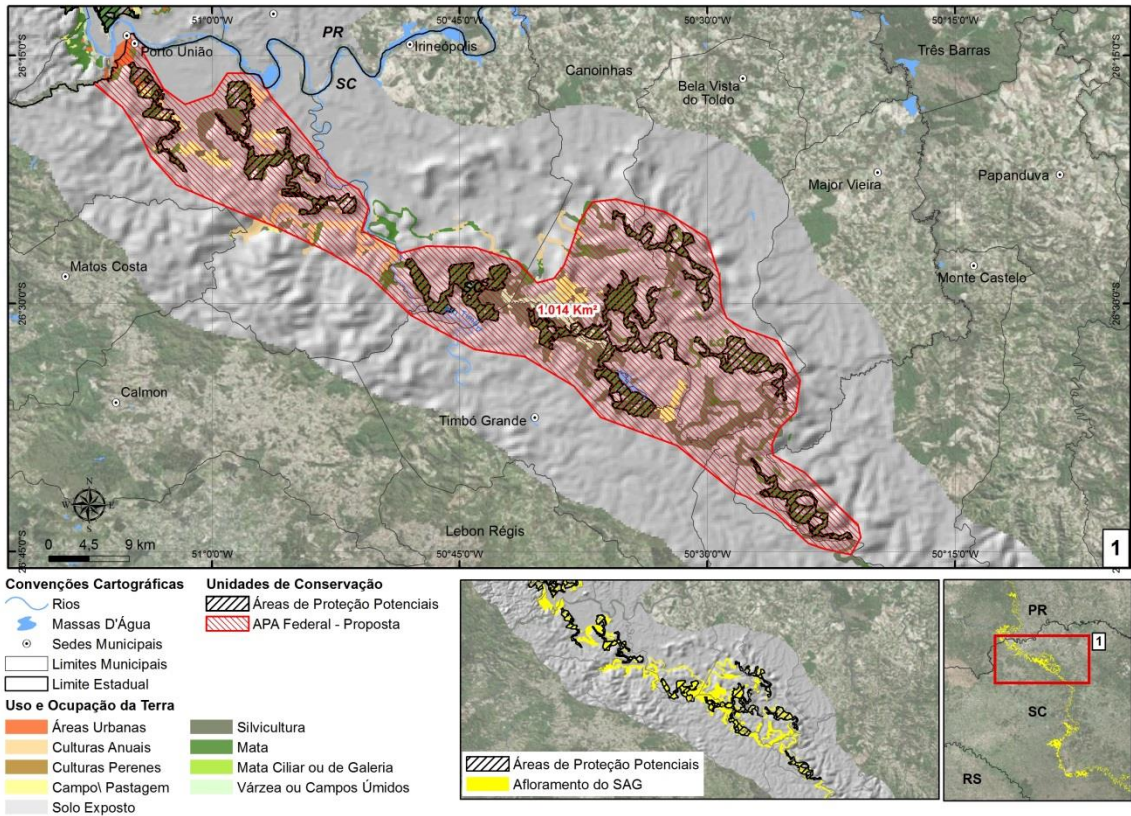 51°0'0"W
50°45'0"W
50°30'0"W
50°15'0"W
PR
SC
Porto União
Irineópolis
Canoinhas
Bela Vista
do Toldo
Três Barras
26°15'0"S
26°15'0"S
Major Vieira
Papanduva
Matos Costa
Monte Castelo
26°30'0"S
26°30'0"S
1.014 Km²
Calmon
Timbó Grande
Lebon Régis
N
W
E
S
0 4,5 9 km
26°45'0"S
26°45'0"S
51°0'0"W
50°45'0"W
50°30'0"W
50°15'0"W
1
Convenções Cartográficas
Rios
Massas D'Água
Sedes Municipais
Limites Municipais
Limite Estadual
Unidades de Conservação
Áreas de Proteção Potenciais
APA Federal - Proposta
Uso e Ocupação da Terra
Áreas Urbanas
Culturas Anuais
Culturas Perenes
Campo\ Pastagem
Solo Exposto
Silvicultura
Mata
Mata Ciliar ou de Galeria
Várzea ou Campos Úmidos
Áreas de Proteção Potenciais
Afloramento do SAG
PR
1
SC
RS